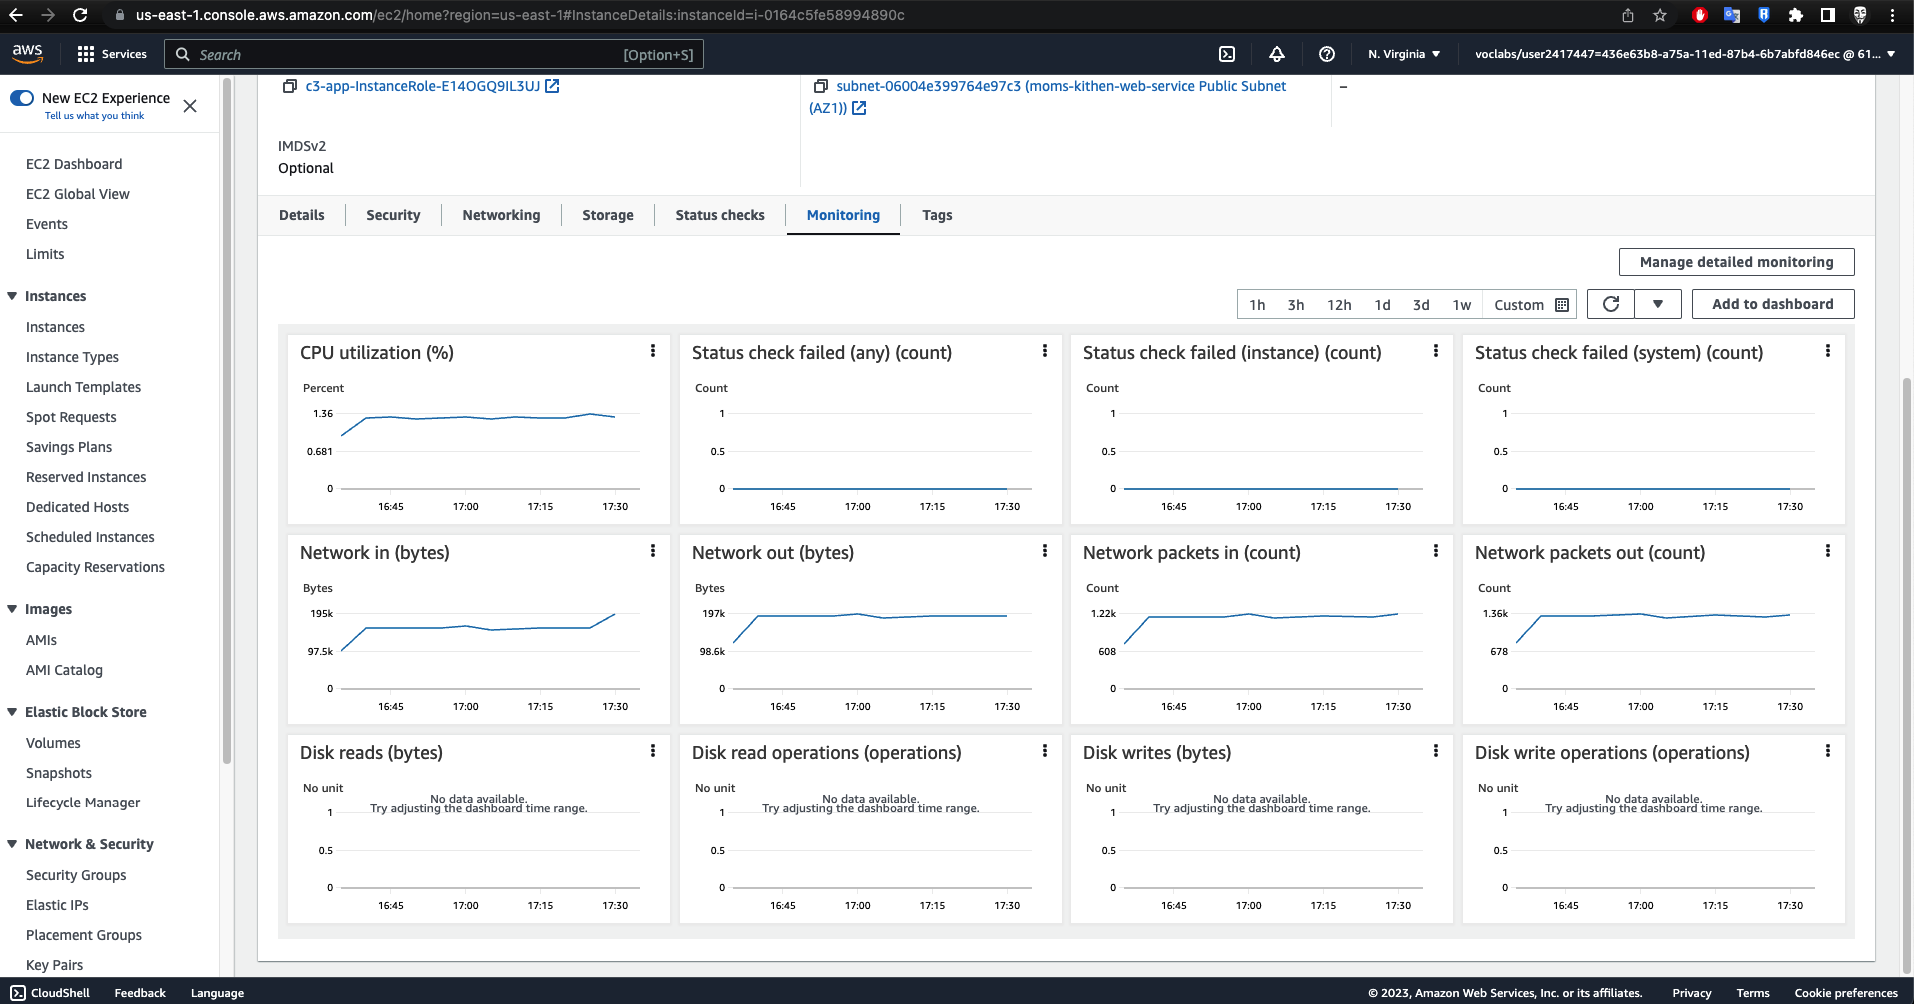 us-east-1.console.aws.amazon.com/ec2/home?region=us-east-1#InstanceDetails:instanceId=i-0164c5fe58994890c
aws
Services
Search
[Option+S]
N. Virginia
voclabs/user2417447=436e63b8-a75a-11ed-87b4-6b7abfd846ec @ 61...
New EC2 Experience
Tell us what you think
EC2 Dashboard
EC2 Global View
Events
Limits
Instances
Instances
Instance Types
Launch Templates
Spot Requests
Savings Plans
Reserved Instances
Dedicated Hosts
Scheduled Instances
Capacity Reservations
Images
AMIs
AMI Catalog
Elastic Block Store
Volumes
Snapshots
Lifecycle Manager
Network & Security
Security Groups
Elastic IPs
Placement Groups
Key Pairs
c3-app-InstanceRole-E14OGQ9IL3UJ
subnet-06004e399764e97c3 (moms-kithen-web-service Public Subnet
(AZ1))
–
IMDSv2
Optional
Details
Security
Networking
Storage
Status checks
Monitoring
Tags
Manage detailed monitoring
1h
3h
12h
1d
3d
1w
Custom
Add to dashboard
CPU utilization (%)
Percent
1.36
0.681
0
16:45
17:00
17:15
17:30
Status check failed (any) (count)
Count
1
0.5
0
16:45
17:00
17:15
17:30
Status check failed (instance) (count)
Count
1
0.5
0
16:45
17:00
17:15
17:30
Status check failed (system) (count)
Count
1
0.5
0
16:45
17:00
17:15
17:30
Network in (bytes)
Bytes
195k
97.5k
0
16:45
17:00
17:15
17:30
Network out (bytes)
Bytes
197k
98.6k
0
16:45
17:00
17:15
17:30
Network packets in (count)
Count
1.22k
608
0
16:45
17:00
17:15
17:30
Network packets out (count)
Count
1.36k
678
0
16:45
17:00
17:15
17:30
Disk reads (bytes)
No unit
No data available.
Try adjusting the dashboard time range.
1
0.5
0
16:45
17:00
17:15
17:30
Disk read operations (operations)
No unit
No data available.
Try adjusting the dashboard time range.
1
0.5
0
16:45
17:00
17:15
17:30
Disk writes (bytes)
No unit
No data available.
Try adjusting the dashboard time range.
1
0.5
0
16:45
17:00
17:15
17:30
Disk write operations (operations)
No unit
No data available.
Try adjusting the dashboard time range.
1
0.5
0
16:45
17:00
17:15
17:30
CloudShell
Feedback
Language
© 2023, Amazon Web Services, Inc. or its affiliates.
Privacy
Terms
Cookie preferences